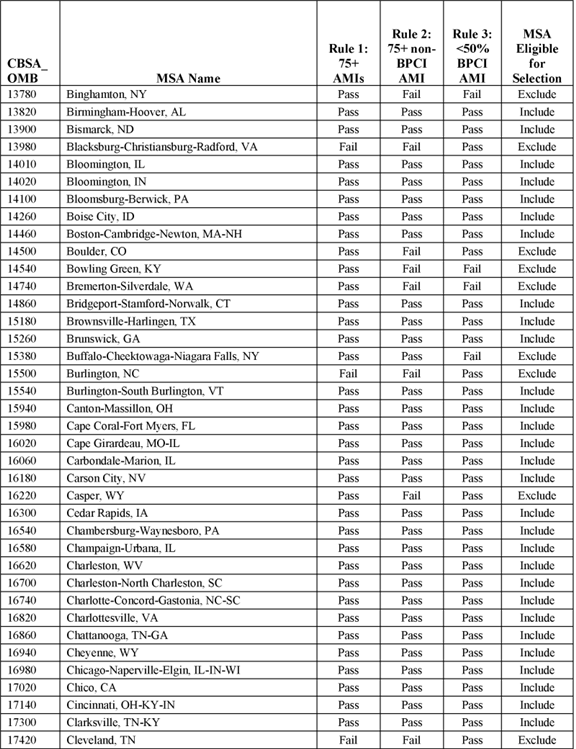 CBSA_ OMB | MSA Name | Rule 1: 75+ AMIs | Rule 2: 75+ non-BPCI AMI | Rule 3: <50% BPCI AMI | MSA Eligible for Selection
13780 Binghamton, NY Pass Fail Fail Exclude
13820 Birmingham-Hoover, AL Pass Pass Pass Include
13900 Bismarck, ND Pass Pass Pass Include
13980 Blacksburg-Christiansburg-Radford, VA Fail Fail Pass Exclude
14010 Bloomington, IL Pass Pass Pass Include
14020 Bloomington, IN Pass Pass Pass Include
14100 Bloomsburg-Berwick, PA Pass Pass Pass Include
14260 Boise City, ID Pass Pass Pass Include
14460 Boston-Cambridge-Newton, MA-NH Pass Pass Pass Include
14500 Boulder, CO Pass Fail Pass Exclude
14540 Bowling Green, KY Pass Fail Fail Exclude
14740 Bremerton-Silverdale, WA Pass Fail Fail Exclude
14860 Bridgeport-Stamford-Norwalk, CT Pass Pass Pass Include
15180 Brownsville-Harlingen, TX Pass Pass Pass Include
15260 Brunswick, GA Pass Pass Pass Include
15380 Buffalo-Cheektowaga-Niagara Falls, NY Pass Pass Fail Exclude
15500 Burlington, NC Fail Fail Pass Exclude
15540 Burlington-South Burlington, VT Pass Pass Pass Include
15940 Canton-Massillon, OH Pass Pass Pass Include
15980 Cape Coral-Fort Myers, FL Pass Pass Pass Include
16020 Cape Girardeau, MO-IL Pass Pass Pass Include
16060 Carbondale-Marion, IL Pass Pass Pass Include
16180 Carson City, NV Pass Pass Pass Include
16220 Casper, WY Pass Fail Pass Exclude
16300 Cedar Rapids, IA Pass Pass Pass Include
16540 Chambersburg-Waynesboro, PA Pass Pass Pass Include
16580 Champaign-Urbana, IL Pass Pass Pass Include
16620 Charleston, WV Pass Pass Pass Include
16700 Charleston-North Charleston, SC Pass Pass Pass Include
16740 Charlotte-Concord-Gastonia, NC-SC Pass Pass Pass Include
16820 Charlottesville, VA Pass Pass Pass Include
16860 Chattanooga, TN-GA Pass Pass Pass Include
16940 Cheyenne, WY Pass Pass Pass Include
16980 Chicago-Naperville-Elgin, IL-IN-WI Pass Pass Pass Include
17020 Chico, CA Pass Pass Pass Include
17140 Cincinnati, OH-KY-IN Pass Pass Pass Include
17300 Clarksville, TN-KY Pass Pass Pass Include
17420 Cleveland, TN Fail Fail Pass Exclude